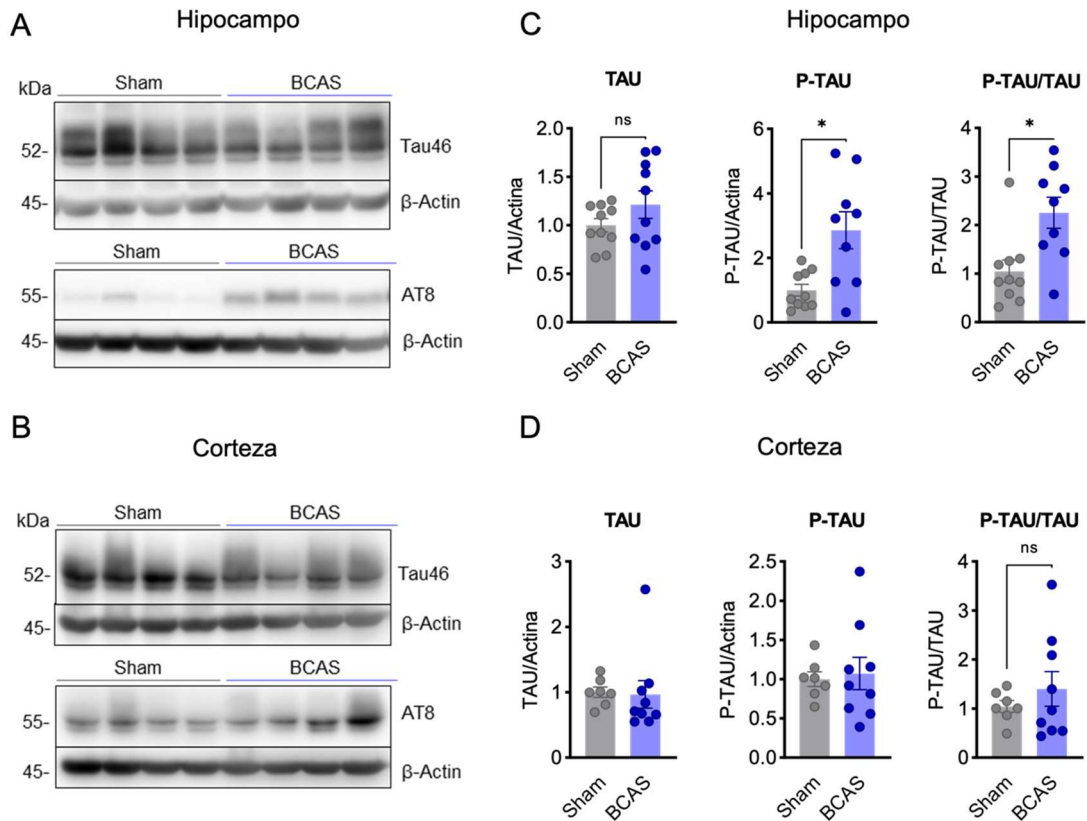 A
Hipocampo
kDa
Sham BCAS
52- Tau46
45- β-Actin
Sham BCAS
55- AT8
45- β-Actin
B
Corteza
kDa
Sham BCAS
52- Tau46
45- β-Actin
Sham BCAS
55- AT8
45- β-Actin
C
Hipocampo
TAU
ns
TAU/Actina
2.0
1.5
1.0
0.5
0.0
Sham BCAS
P-TAU
*
P-TAU/Actina
6
4
2
0
Sham BCAS
P-TAU/TAU
*
P-TAU/TAU
4
3
2
1
0
Sham BCAS
D
Corteza
TAU
TAU/Actina
3
2
1
0
Sham BCAS
P-TAU
P-TAU/Actina
2.5
2.0
1.5
1.0
0.5
0.0
Sham BCAS
P-TAU/TAU
ns
P-TAU/TAU
4
3
2
1
0
Sham BCAS